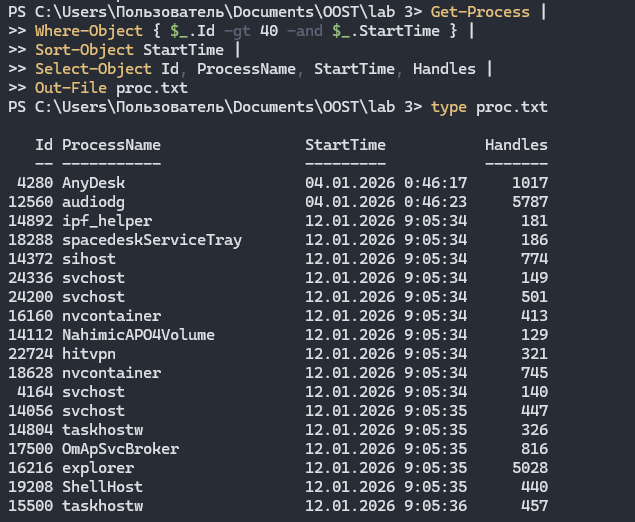 PS C:\Users\Пользователь\Documents\OOST\lab 3> Get-Process |
>> Where-Object { $_.Id -gt 40 -and $_.StartTime } |
>> Sort-Object StartTime |
>> Select-Object Id, ProcessName, StartTime, Handles |
>> Out-File proc.txt
PS C:\Users\Пользователь\Documents\OOST\lab 3> type proc.txt
Id ProcessName StartTime Handles
-- ----------- --------- -------
4280 AnyDesk 04.01.2026 0:46:17 1017
12560 audiodg 04.01.2026 0:46:23 5787
14892 ipf_helper 12.01.2026 9:05:34 181
18288 spacedeskServiceTray 12.01.2026 9:05:34 186
14372 sihost 12.01.2026 9:05:34 774
24336 svchost 12.01.2026 9:05:34 149
24200 svchost 12.01.2026 9:05:34 501
16160 nvcontainer 12.01.2026 9:05:34 413
14112 NahimicAPO4Volume 12.01.2026 9:05:34 129
22724 hitvpn 12.01.2026 9:05:34 321
18628 nvcontainer 12.01.2026 9:05:34 745
4164 svchost 12.01.2026 9:05:34 140
14056 svchost 12.01.2026 9:05:35 447
14804 taskhostw 12.01.2026 9:05:35 326
17500 OmApSvcBroker 12.01.2026 9:05:35 816
16216 explorer 12.01.2026 9:05:35 5028
19208 ShellHost 12.01.2026 9:05:35 440
15500 taskhostw 12.01.2026 9:05:36 457